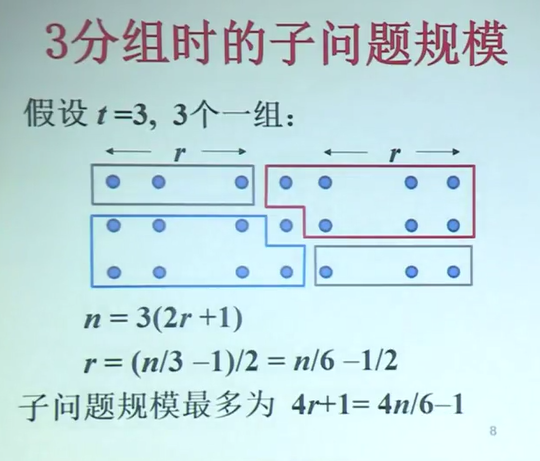 3分组时的子问题规模
假设 t =3, 3个一组：
r r
n = 3(2r +1)
r = (n/3 –1)/2 = n/6 –1/2
子问题规模最多为 4r+1= 4n/6–1
8